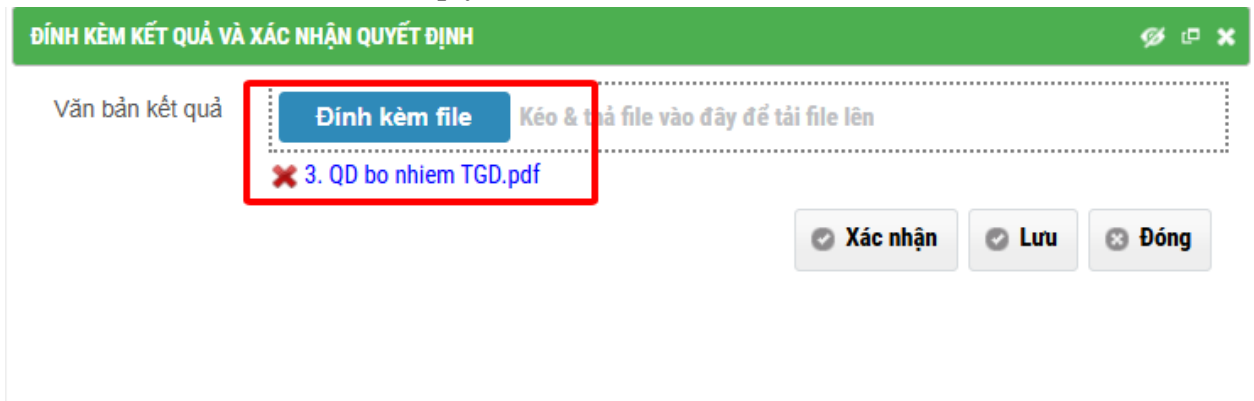 ĐÍNH KÈM KẾT QUẢ VÀ XÁC NHẬN QUYẾT ĐỊNH
Văn bản kết quả
Đính kèm file Kéo & thả file vào đây để tải file lên
3. QD bo nhiem TGD.pdf
Xác nhận Lưu Đóng